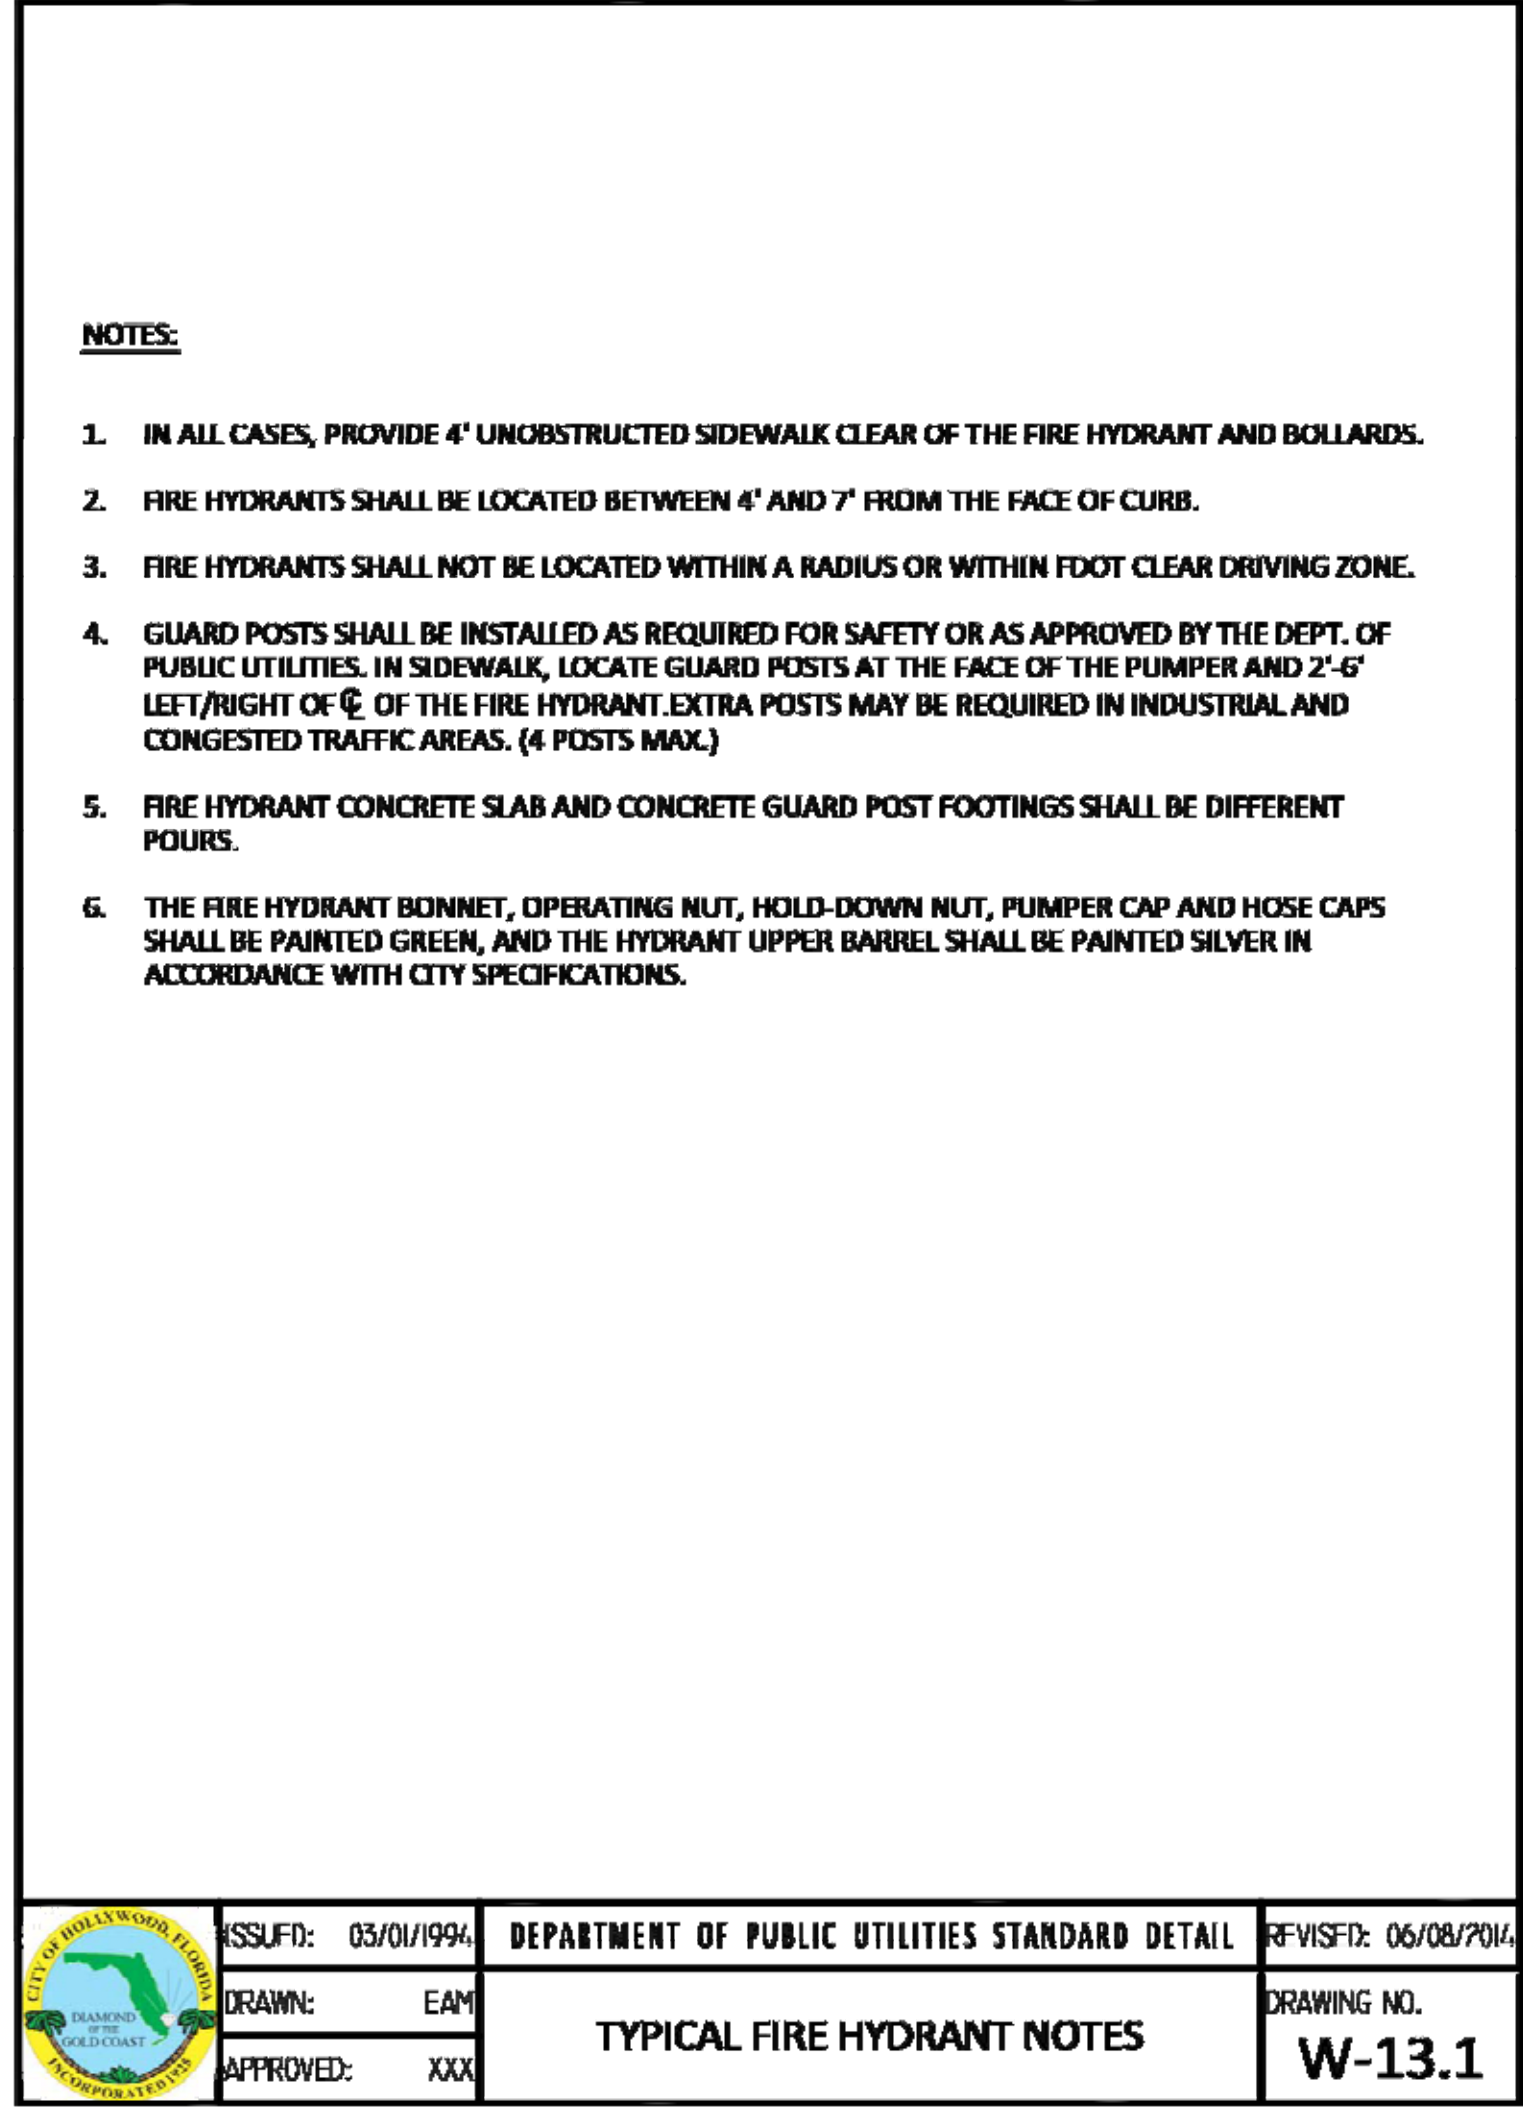 NOTES:
1. IN ALL CASES, PROVIDE 4' UNOBSTRUCTED SIDEWALK CLEAR OF THE FIRE HYDRANT AND BOLLARDS.
2. FIRE HYDRANTS SHALL BE LOCATED BETWEEN 4' AND 7' FROM THE FACE OF CURB.
3. FIRE HYDRANTS SHALL NOT BE LOCATED WITHIN A RADIUS OR WITHIN FDOT CLEAR DRIVING ZONE.
4. GUARD POSTS SHALL BE INSTALLED AS REQUIRED FOR SAFETY OR AS APPROVED BY THE DEPT. OF
PUBLIC UTILITIES. IN SIDEWALK, LOCATE GUARD POSTS AT THE FACE OF THE PUMPER AND 2'-6'
LEFT/RIGHT OF ℄ OF THE FIRE HYDRANT.EXTRA POSTS MAY BE REQUIRED IN INDUSTRIAL AND
CONGESTED TRAFFIC AREAS. (4 POSTS MAX.)
5. FIRE HYDRANT CONCRETE SLAB AND CONCRETE GUARD POST FOOTINGS SHALL BE DIFFERENT
POURS.
6. THE FIRE HYDRANT BONNET, OPERATING NUT, HOLD-DOWN NUT, PUMPER CAP AND HOSE CAPS
SHALL BE PAINTED GREEN, AND THE HYDRANT UPPER BARREL SHALL BE PAINTED SILVER IN
ACCORDANCE WITH CITY SPECIFICATIONS.
CITY OF HOLLYWOOD, FLORIDA
DIAMOND
OF THE
GOLD COAST
INCORPORATED 1925
ISSUED: 03/01/1994
DRAWN: EAM
APPROVED: XXX
DEPARTMENT OF PUBLIC UTILITIES STANDARD DETAIL
TYPICAL FIRE HYDRANT NOTES
REVISED: 06/08/2014
DRAWING NO.
W-13.1